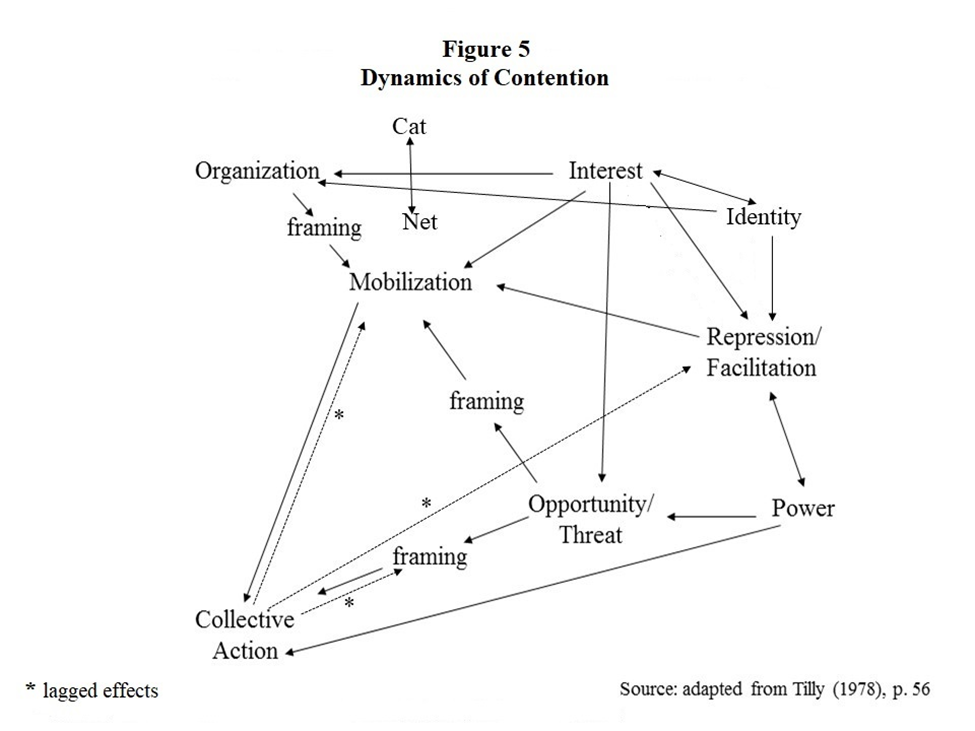 Figure 5
Dynamics of Contention
Cat
Organization
Interest
Identity
framing
Net
Mobilization
Repression/
Facilitation
framing
*
*
Opportunity/
Threat
Power
framing
*
Collective
Action
* lagged effects
Source: adapted from Tilly (1978), p. 56